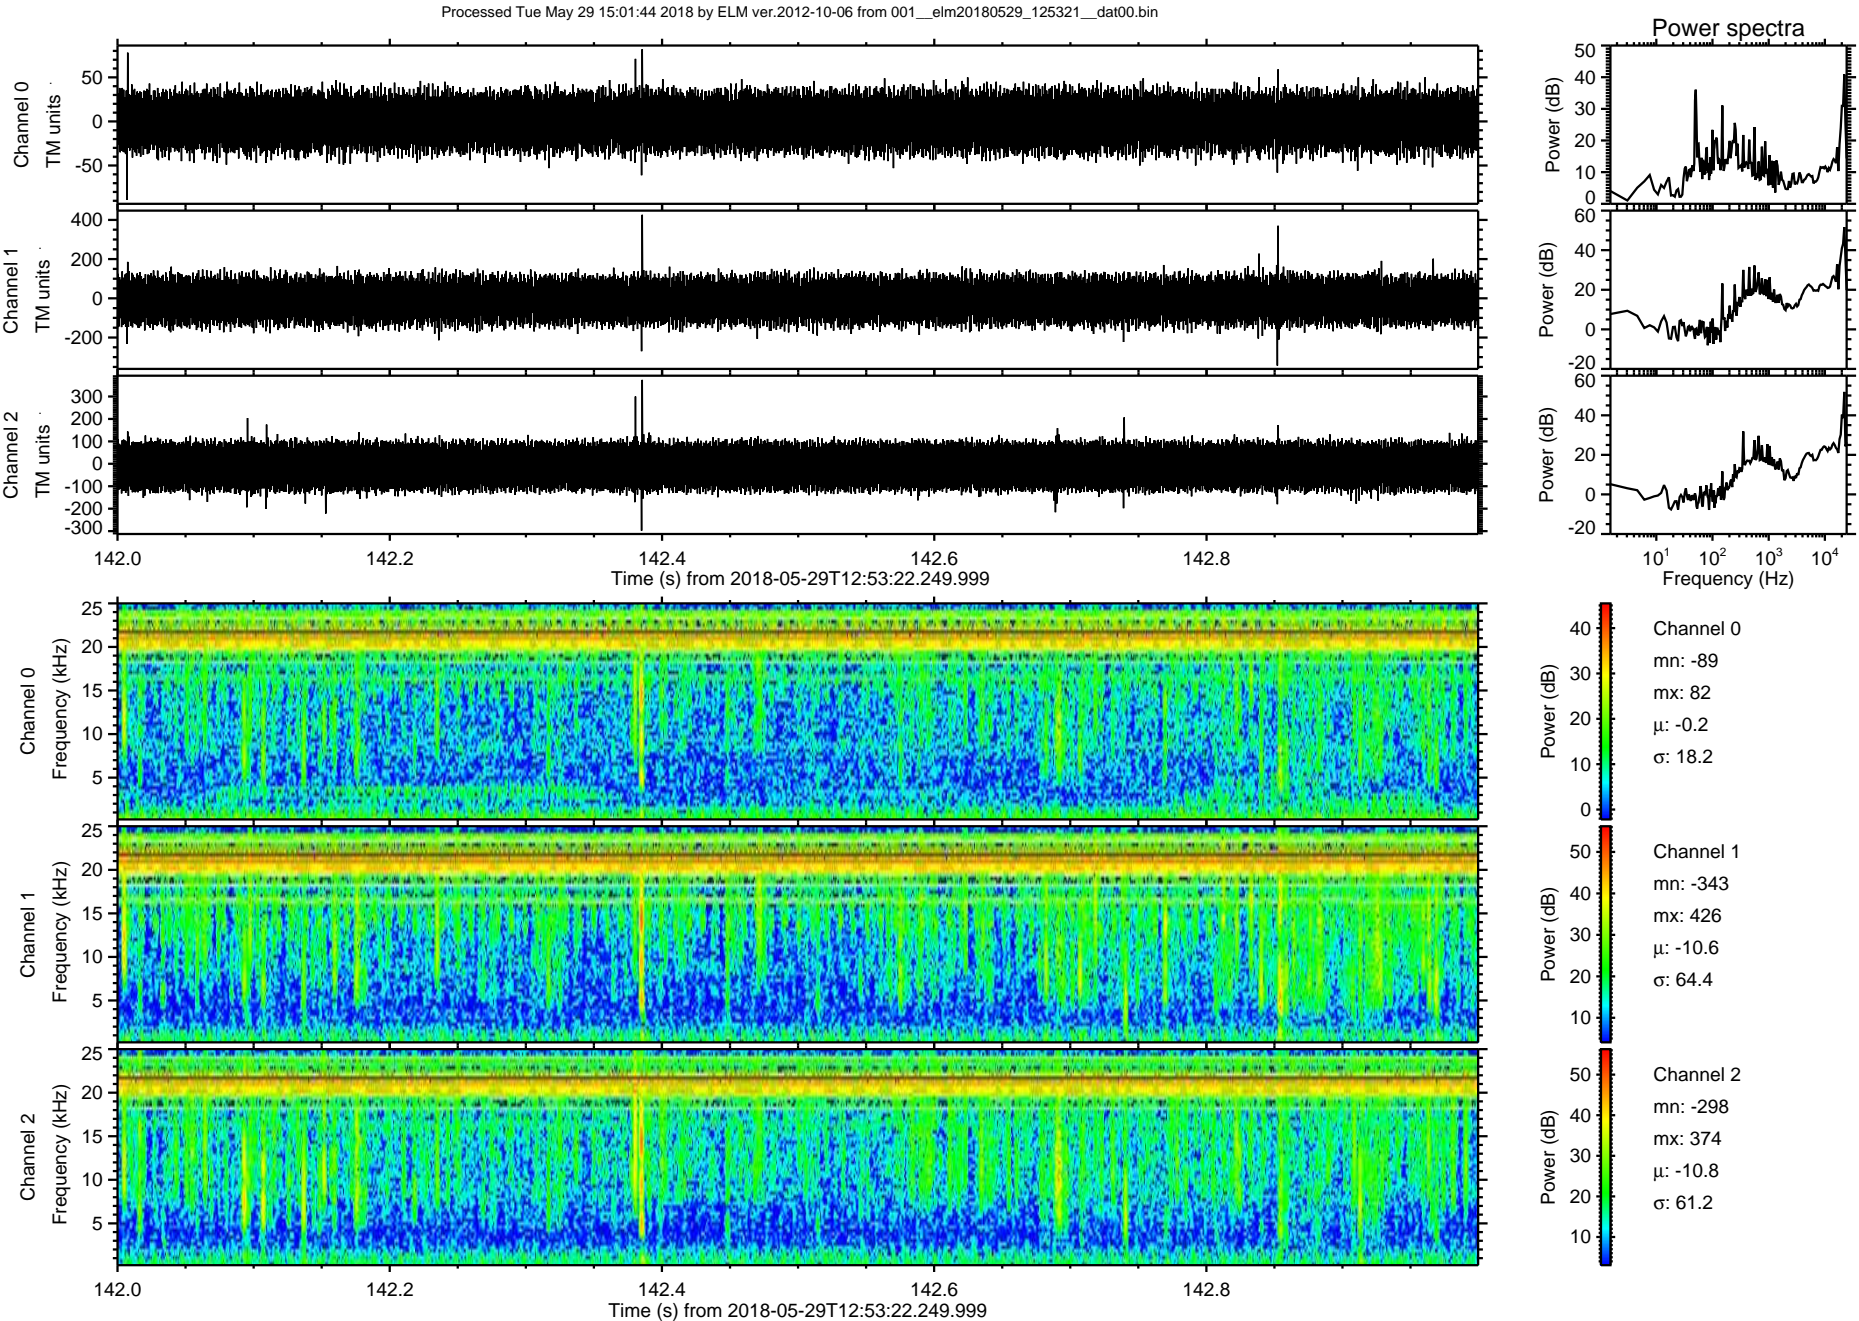 Processed Tue May 29 15:01:44 2018 by ELM ver.2012-10-06 from 001__elm20180529_125321__dat00.bin
Power spectra
Channel 0
TM units
50
0
-50
Power (dB)
50
40
30
20
10
0
Channel 1
TM units
400
200
0
-200
Power (dB)
60
40
20
0
-20
Channel 2
TM units
300
200
100
0
-100
-200
-300
Power (dB)
60
40
20
0
-20
142.0 142.2 142.4 142.6 142.8
Time (s) from 2018-05-29T12:53:22.249.999
10¹ 10² 10³ 10⁴
Frequency (Hz)
Channel 0
Frequency (kHz)
25
20
15
10
5
Power (dB)
40
30
20
10
0
Channel 0
mn: -89
mx: 82
μ: -0.2
σ: 18.2
Channel 1
Frequency (kHz)
25
20
15
10
5
Power (dB)
50
40
30
20
10
Channel 1
mn: -343
mx: 426
μ: -10.6
σ: 64.4
Channel 2
Frequency (kHz)
25
20
15
10
5
Power (dB)
50
40
30
20
10
Channel 2
mn: -298
mx: 374
μ: -10.8
σ: 61.2
142.0 142.2 142.4 142.6 142.8
Time (s) from 2018-05-29T12:53:22.249.999